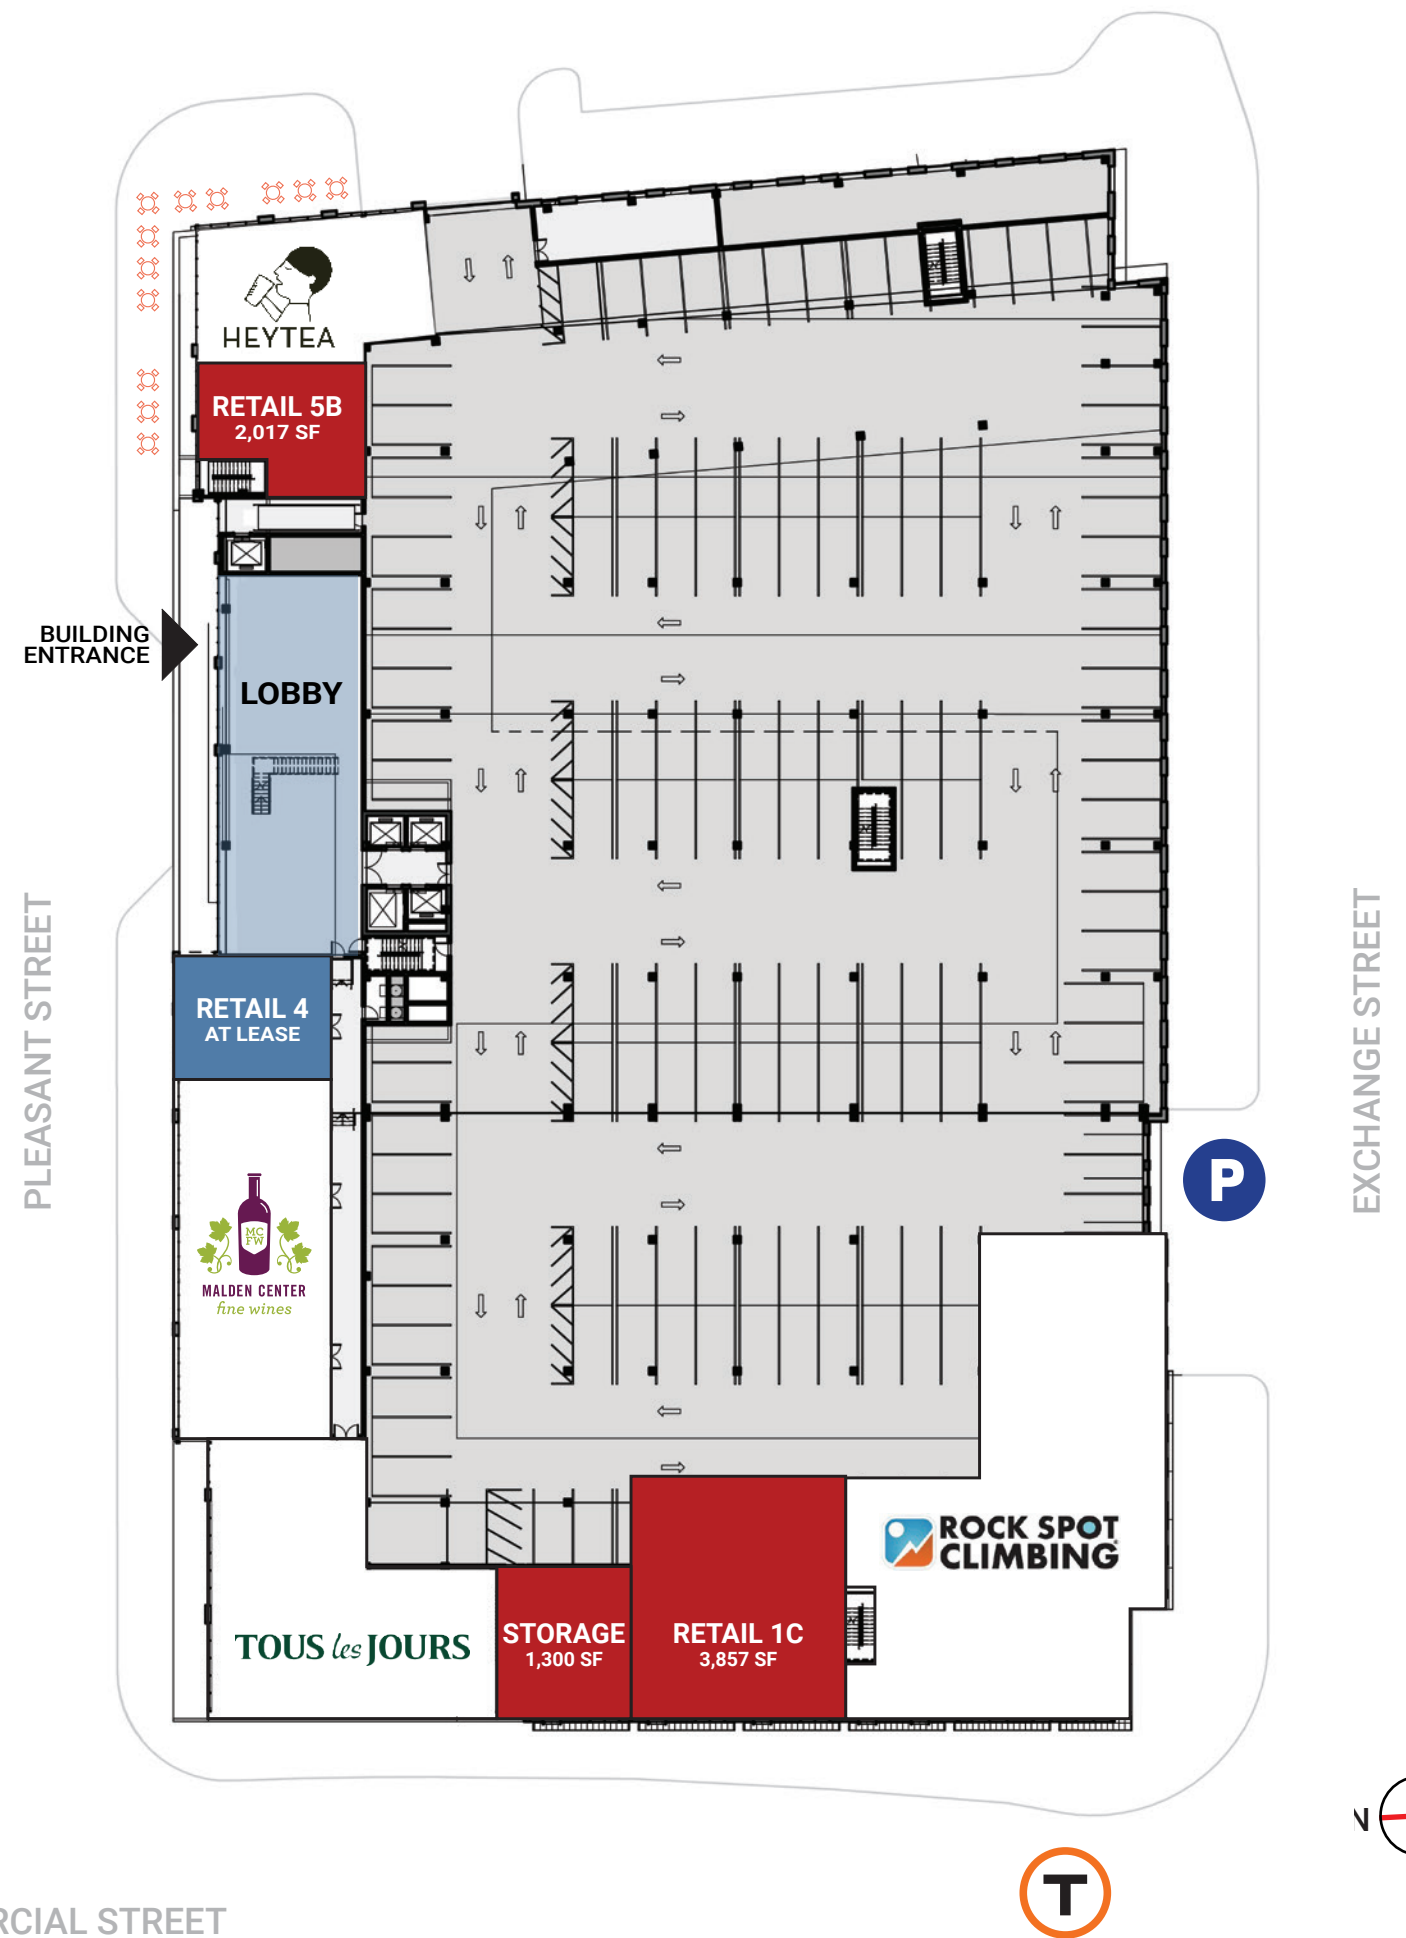 HEYTEA
RETAIL 5B
2,017 SF
BUILDING
ENTRANCE
LOBBY
PLEASANT STREET
EXCHANGE STREET
RETAIL 4
AT LEASE
P
MC
FW
MALDEN CENTER
fine wines
ROCK SPOT
CLIMBING
TOUS les JOURS
STORAGE
1,300 SF
RETAIL 1C
3,857 SF
N
T
RCIAL STREET